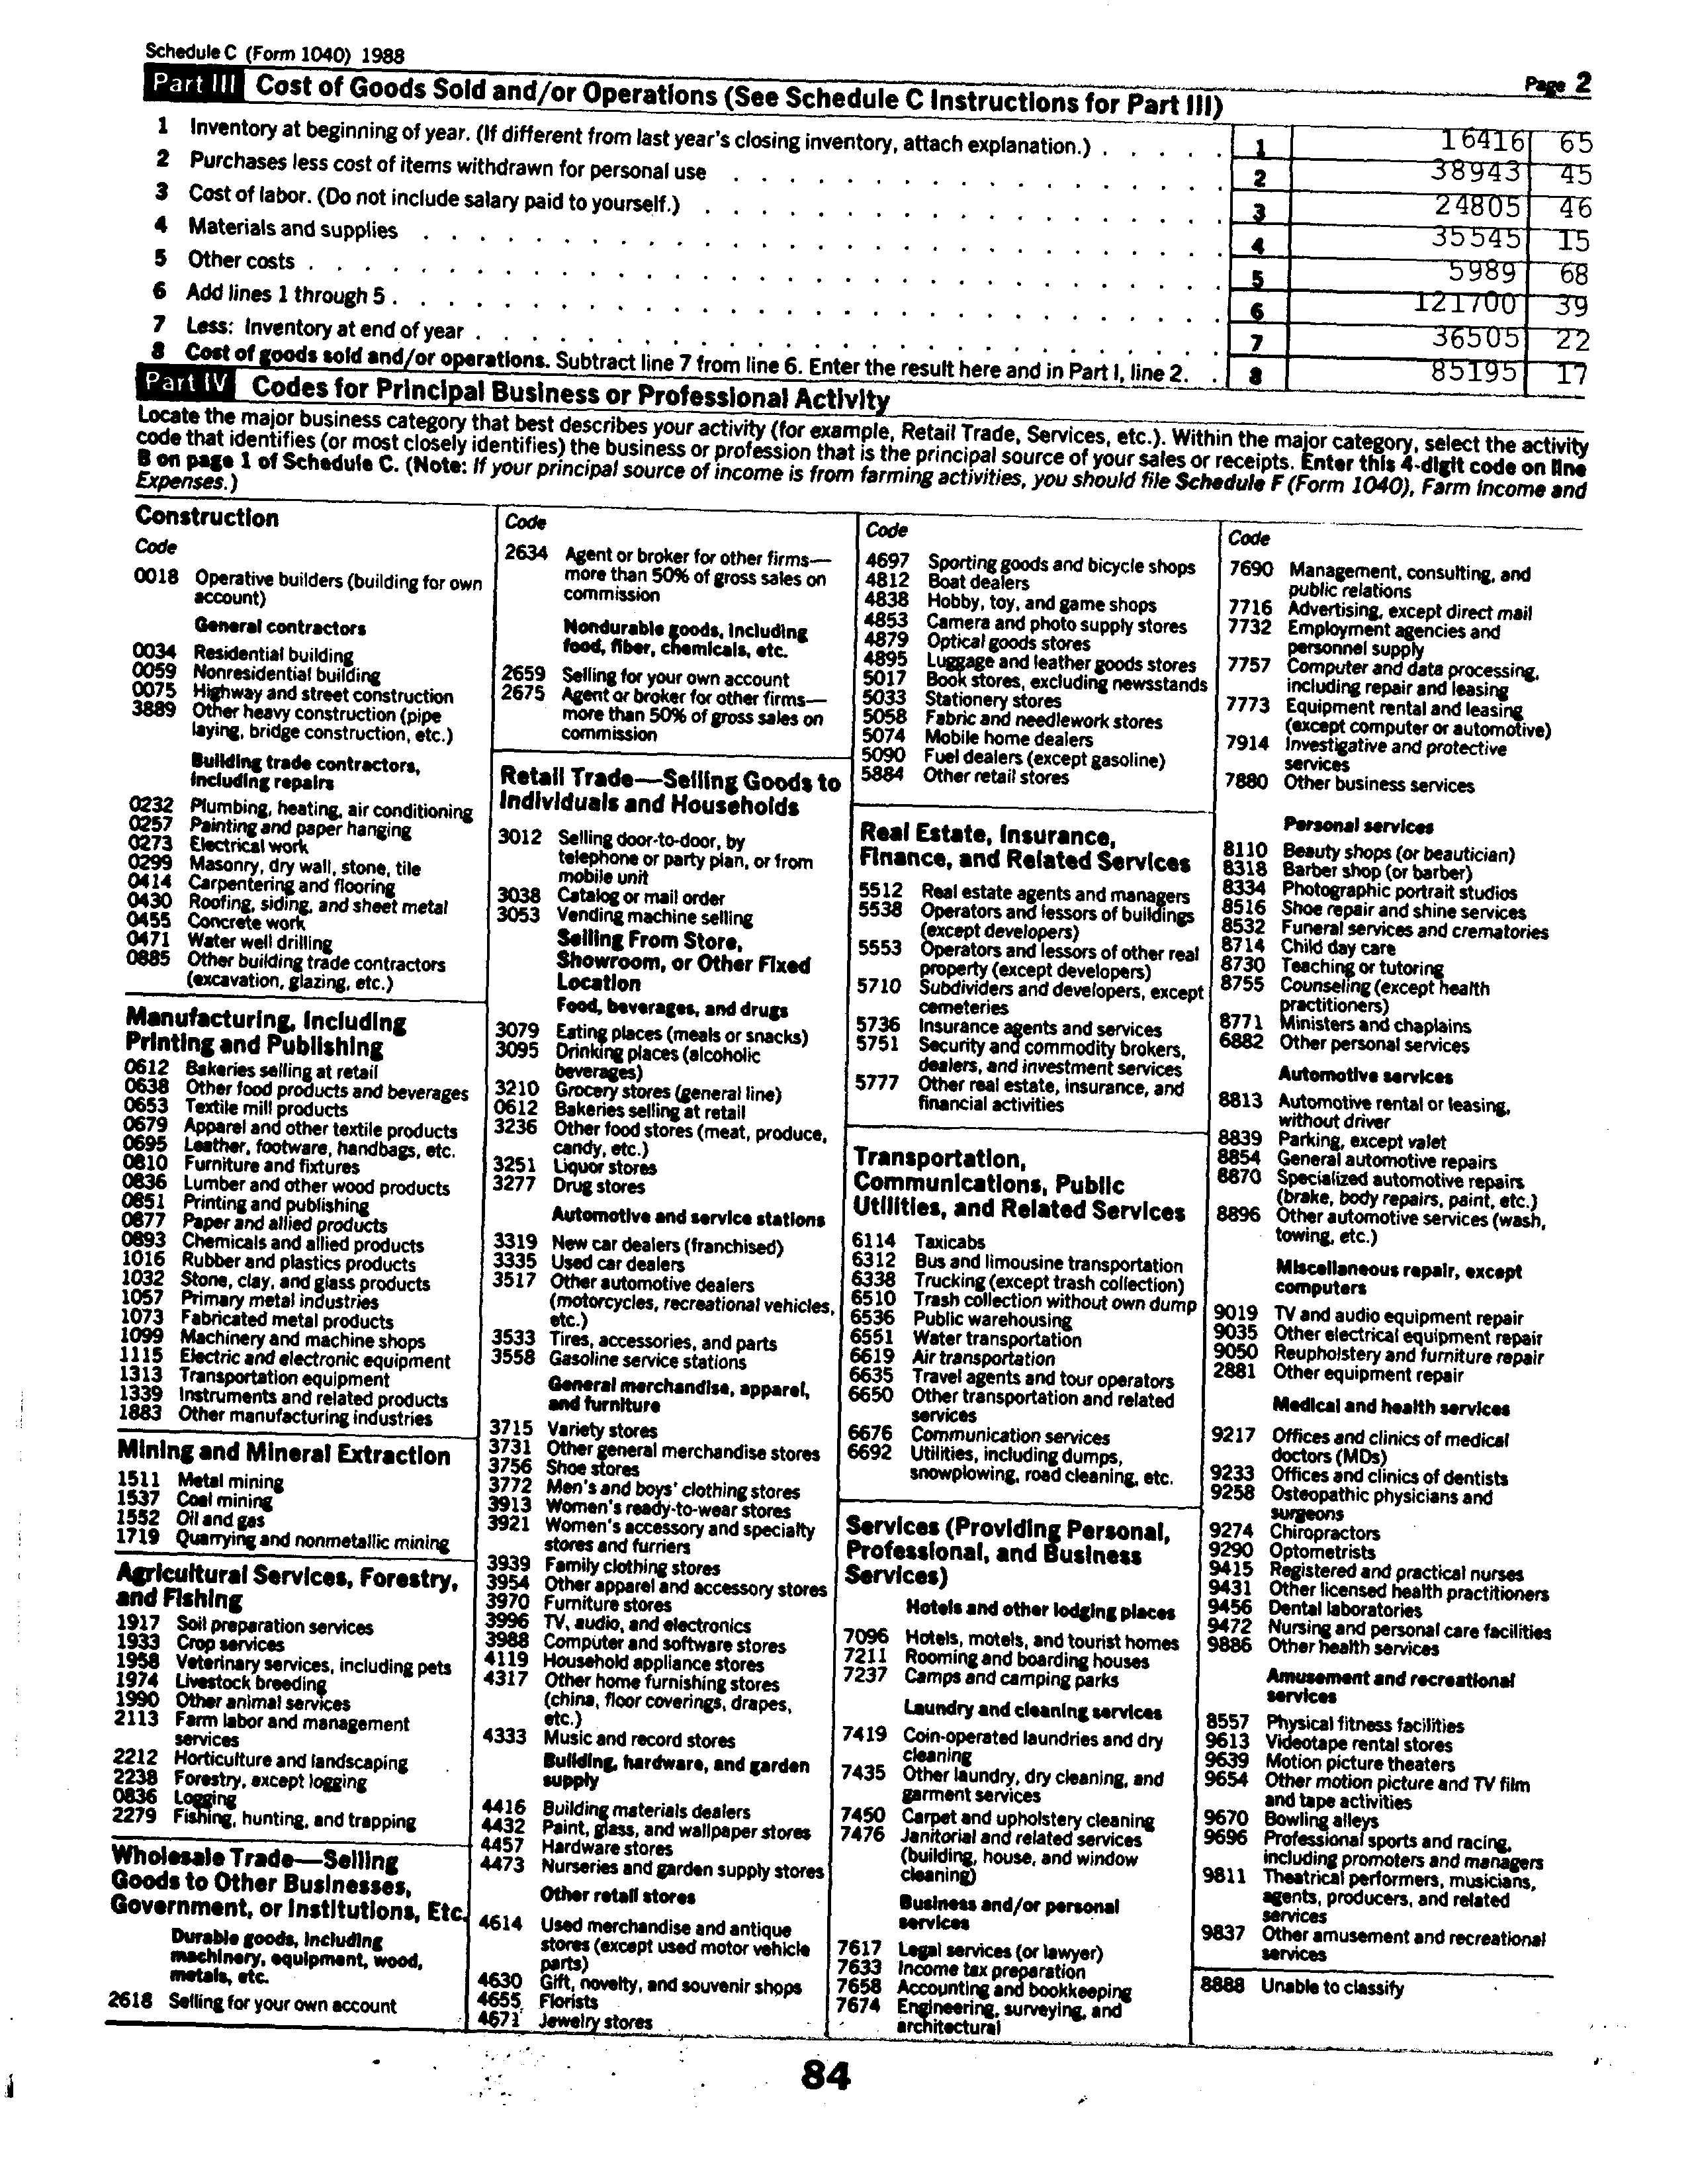 Schedule C (Form 1040) 1988
Page 2
Part III Cost of Goods Sold and/or Operations (See Schedule C Instructions for Part III)
1 Inventory at beginning of year. (If different from last year's closing inventory, attach explanation.) . . . . . 1 16416 65
2 Purchases less cost of items withdrawn for personal use . . . . . 2 38943 45
3 Cost of labor. (Do not include salary paid to yourself.) . . . . . 3 24805 46
4 Materials and supplies . . . . . 4 35545 15
5 Other costs . . . . . 5 5989 68
6 Add lines 1 through 5 . . . . . 6 121700 39
7 Less: Inventory at end of year . . . . . 7 36505 22
8 Cost of goods sold and/or operations. Subtract line 7 from line 6. Enter the result here and in Part I, line 2. . 8 85195 17
Part IV Codes for Principal Business or Professional Activity
Locate the major business category that best describes your activity (for example, Retail Trade, Services, etc.). Within the major category, select the activity
code that identifies (or most closely identifies) the business or profession that is the principal source of your sales or receipts. Enter this 4-digit code on line
B on page 1 of Schedule C. (Note: If your principal source of income is from farming activities, you should file Schedule F (Form 1040), Farm Income and
Expenses.)
Construction
Code
0018 Operative builders (building for own
account)
General contractors
0034 Residential building
0059 Nonresidential building
0075 Highway and street construction
3889 Other heavy construction (pipe
laying, bridge construction, etc.)
Building trade contractors,
including repairs
0232 Plumbing, heating, air conditioning
0257 Painting and paper hanging
0273 Electrical work
0299 Masonry, dry wall, stone, tile
0414 Carpentering and flooring
0430 Roofing, siding, and sheet metal
0455 Concrete work
0471 Water well drilling
0885 Other building trade contractors
(excavation, glazing, etc.)
Manufacturing, Including
Printing and Publishing
0612 Bakeries selling at retail
0638 Other food products and beverages
0653 Textile mill products
0679 Apparel and other textile products
0695 Leather, footware, handbags, etc.
0810 Furniture and fixtures
0836 Lumber and other wood products
0851 Printing and publishing
0877 Paper and allied products
0893 Chemicals and allied products
1016 Rubber and plastics products
1032 Stone, clay, and glass products
1057 Primary metal industries
1073 Fabricated metal products
1099 Machinery and machine shops
1115 Electric and electronic equipment
1313 Transportation equipment
1339 Instruments and related products
1883 Other manufacturing industries
Mining and Mineral Extraction
1511 Metal mining
1537 Coal mining
1552 Oil and gas
1719 Quarrying and nonmetallic mining
Agricultural Services, Forestry,
and Fishing
1917 Soil preparation services
1933 Crop services
1958 Veterinary services, including pets
1974 Livestock breeding
1990 Other animal services
2113 Farm labor and management
services
2212 Horticulture and landscaping
2238 Forestry, except logging
0836 Logging
2279 Fishing, hunting, and trapping
Wholesale Trade—Selling
Goods to Other Businesses,
Government, or Institutions, Etc.
Durable goods, including
machinery, equipment, wood,
metals, etc.
2618 Selling for your own account
Code
2634 Agent or broker for other firms—
more than 50% of gross sales on
commission
Nondurable goods, including
food, fiber, chemicals, etc.
2659 Selling for your own account
2675 Agent or broker for other firms—
more than 50% of gross sales on
commission
Retail Trade—Selling Goods to
Individuals and Households
3012 Selling door-to-door, by
telephone or party plan, or from
mobile unit
3038 Catalog or mail order
3053 Vending machine selling
Selling From Store,
Showroom, or Other Fixed
Location
Food, beverages, and drugs
3079 Eating places (meals or snacks)
3095 Drinking places (alcoholic
beverages)
3210 Grocery stores (general line)
0612 Bakeries selling at retail
3236 Other food stores (meat, produce,
candy, etc.)
3251 Liquor stores
3277 Drug stores
Automotive and service stations
3319 New car dealers (franchised)
3335 Used car dealers
3517 Other automotive dealers
(motorcycles, recreational vehicles,
etc.)
3533 Tires, accessories, and parts
3558 Gasoline service stations
General merchandise, apparel,
and furniture
3715 Variety stores
3731 Other general merchandise stores
3756 Shoe stores
3772 Men's and boys' clothing stores
3913 Women's ready-to-wear stores
3921 Women's accessory and specialty
stores and furriers
3939 Family clothing stores
3954 Other apparel and accessory stores
3970 Furniture stores
3996 TV, audio, and electronics
3988 Computer and software stores
4119 Household appliance stores
4317 Other home furnishing stores
(china, floor coverings, drapes,
etc.)
4333 Music and record stores
Building, hardware, and garden
supply
4416 Building materials dealers
4432 Paint, glass, and wallpaper stores
4457 Hardware stores
4473 Nurseries and garden supply stores
Other retail stores
4614 Used merchandise and antique
stores (except used motor vehicle
parts)
4630 Gift, novelty, and souvenir shops
4655 Florists
4671 Jewelry stores
Code
4697 Sporting goods and bicycle shops
4812 Boat dealers
4838 Hobby, toy, and game shops
4853 Camera and photo supply stores
4879 Optical goods stores
4895 Luggage and leather goods stores
5017 Book stores, excluding newsstands
5033 Stationery stores
5058 Fabric and needlework stores
5074 Mobile home dealers
5090 Fuel dealers (except gasoline)
5884 Other retail stores
Real Estate, Insurance,
Finance, and Related Services
5512 Real estate agents and managers
5538 Operators and lessors of buildings
(except developers)
5553 Operators and lessors of other real
property (except developers)
5710 Subdividers and developers, except
cemeteries
5736 Insurance agents and services
5751 Security and commodity brokers,
dealers, and investment services
5777 Other real estate, insurance, and
financial activities
Transportation,
Communications, Public
Utilities, and Related Services
6114 Taxicabs
6312 Bus and limousine transportation
6338 Trucking (except trash collection)
6510 Trash collection without own dump
6536 Public warehousing
6551 Water transportation
6619 Air transportation
6635 Travel agents and tour operators
6650 Other transportation and related
services
6676 Communication services
6692 Utilities, including dumps,
snowplowing, road cleaning, etc.
Services (Providing Personal,
Professional, and Business
Services)
Hotels and other lodging places
7096 Hotels, motels, and tourist homes
7211 Rooming and boarding houses
7237 Camps and camping parks
Laundry and cleaning services
7419 Coin-operated laundries and dry
cleaning
7435 Other laundry, dry cleaning, and
garment services
7450 Carpet and upholstery cleaning
7476 Janitorial and related services
(building, house, and window
cleaning)
Business and/or personal
services
7617 Legal services (or lawyer)
7633 Income tax preparation
7658 Accounting and bookkeeping
7674 Engineering, surveying, and
architectural
Code
7690 Management, consulting, and
public relations
7716 Advertising, except direct mail
7732 Employment agencies and
personnel supply
7757 Computer and data processing,
including repair and leasing
7773 Equipment rental and leasing
(except computer or automotive)
7914 Investigative and protective
services
7880 Other business services
Personal services
8110 Beauty shops (or beautician)
8318 Barber shop (or barber)
8334 Photographic portrait studios
8516 Shoe repair and shine services
8532 Funeral services and crematories
8714 Child day care
8730 Teaching or tutoring
8755 Counseling (except health
practitioners)
8771 Ministers and chaplains
6882 Other personal services
Automotive services
8813 Automotive rental or leasing,
without driver
8839 Parking, except valet
8854 General automotive repairs
8870 Specialized automotive repairs
(brake, body repairs, paint, etc.)
8896 Other automotive services (wash,
towing, etc.)
Miscellaneous repair, except
computers
9019 TV and audio equipment repair
9035 Other electrical equipment repair
9050 Reupholstery and furniture repair
2881 Other equipment repair
Medical and health services
9217 Offices and clinics of medical
doctors (MDs)
9233 Offices and clinics of dentists
9258 Osteopathic physicians and
surgeons
9274 Chiropractors
9290 Optometrists
9415 Registered and practical nurses
9431 Other licensed health practitioners
9456 Dental laboratories
9472 Nursing and personal care facilities
9886 Other health services
Amusement and recreational
services
8557 Physical fitness facilities
9613 Videotape rental stores
9639 Motion picture theaters
9654 Other motion picture and TV film
and tape activities
9670 Bowling alleys
9696 Professional sports and racing,
including promoters and managers
9811 Theatrical performers, musicians,
agents, producers, and related
services
9837 Other amusement and recreational
services
8888 Unable to classify
84